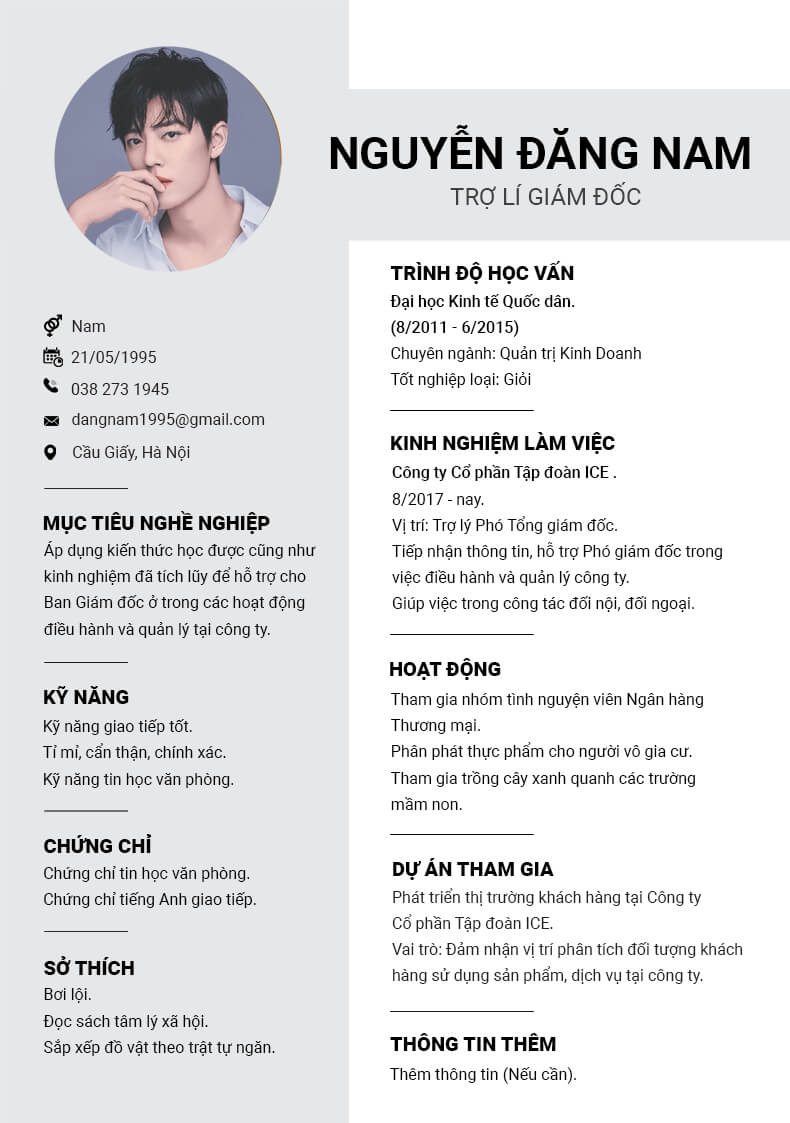 NGUYỄN ĐĂNG NAM
TRỢ LÍ GIÁM ĐỐC
Nam
21/05/1995
038 273 1945
dangnam1995@gmail.com
Cầu Giấy, Hà Nội
MỤC TIÊU NGHỀ NGHIỆP
Áp dụng kiến thức học được cũng như
kinh nghiệm đã tích lũy để hỗ trợ cho
Ban Giám đốc ở trong các hoạt động
điều hành và quản lý tại công ty.
KỸ NĂNG
Kỹ năng giao tiếp tốt.
Tỉ mỉ, cẩn thận, chính xác.
Kỹ năng tin học văn phòng.
CHỨNG CHỈ
Chứng chỉ tin học văn phòng.
Chứng chỉ tiếng Anh giao tiếp.
SỞ THÍCH
Bơi lội.
Đọc sách tâm lý xã hội.
Sắp xếp đồ vật theo trật tự ngăn.
TRÌNH ĐỘ HỌC VẤN
Đại học Kinh tế Quốc dân.
(8/2011 - 6/2015)
Chuyên ngành: Quản trị Kinh Doanh
Tốt nghiệp loại: Giỏi
KINH NGHIỆM LÀM VIỆC
Công ty Cổ phần Tập đoàn ICE .
8/2017 - nay.
Vị trí: Trợ lý Phó Tổng giám đốc.
Tiếp nhận thông tin, hỗ trợ Phó giám đốc trong
việc điều hành và quản lý công ty.
Giúp việc trong công tác đối nội, đối ngoại.
HOẠT ĐỘNG
Tham gia nhóm tình nguyện viên Ngân hàng
Thương mại.
Phân phát thực phẩm cho người vô gia cư.
Tham gia trồng cây xanh quanh các trường
mầm non.
DỰ ÁN THAM GIA
Phát triển thị trường khách hàng tại Công ty
Cổ phần Tập đoàn ICE.
Vai trò: Đảm nhận vị trí phân tích đối tượng khách
hàng sử dụng sản phẩm, dịch vụ tại công ty.
THÔNG TIN THÊM
Thêm thông tin (Nếu cần).